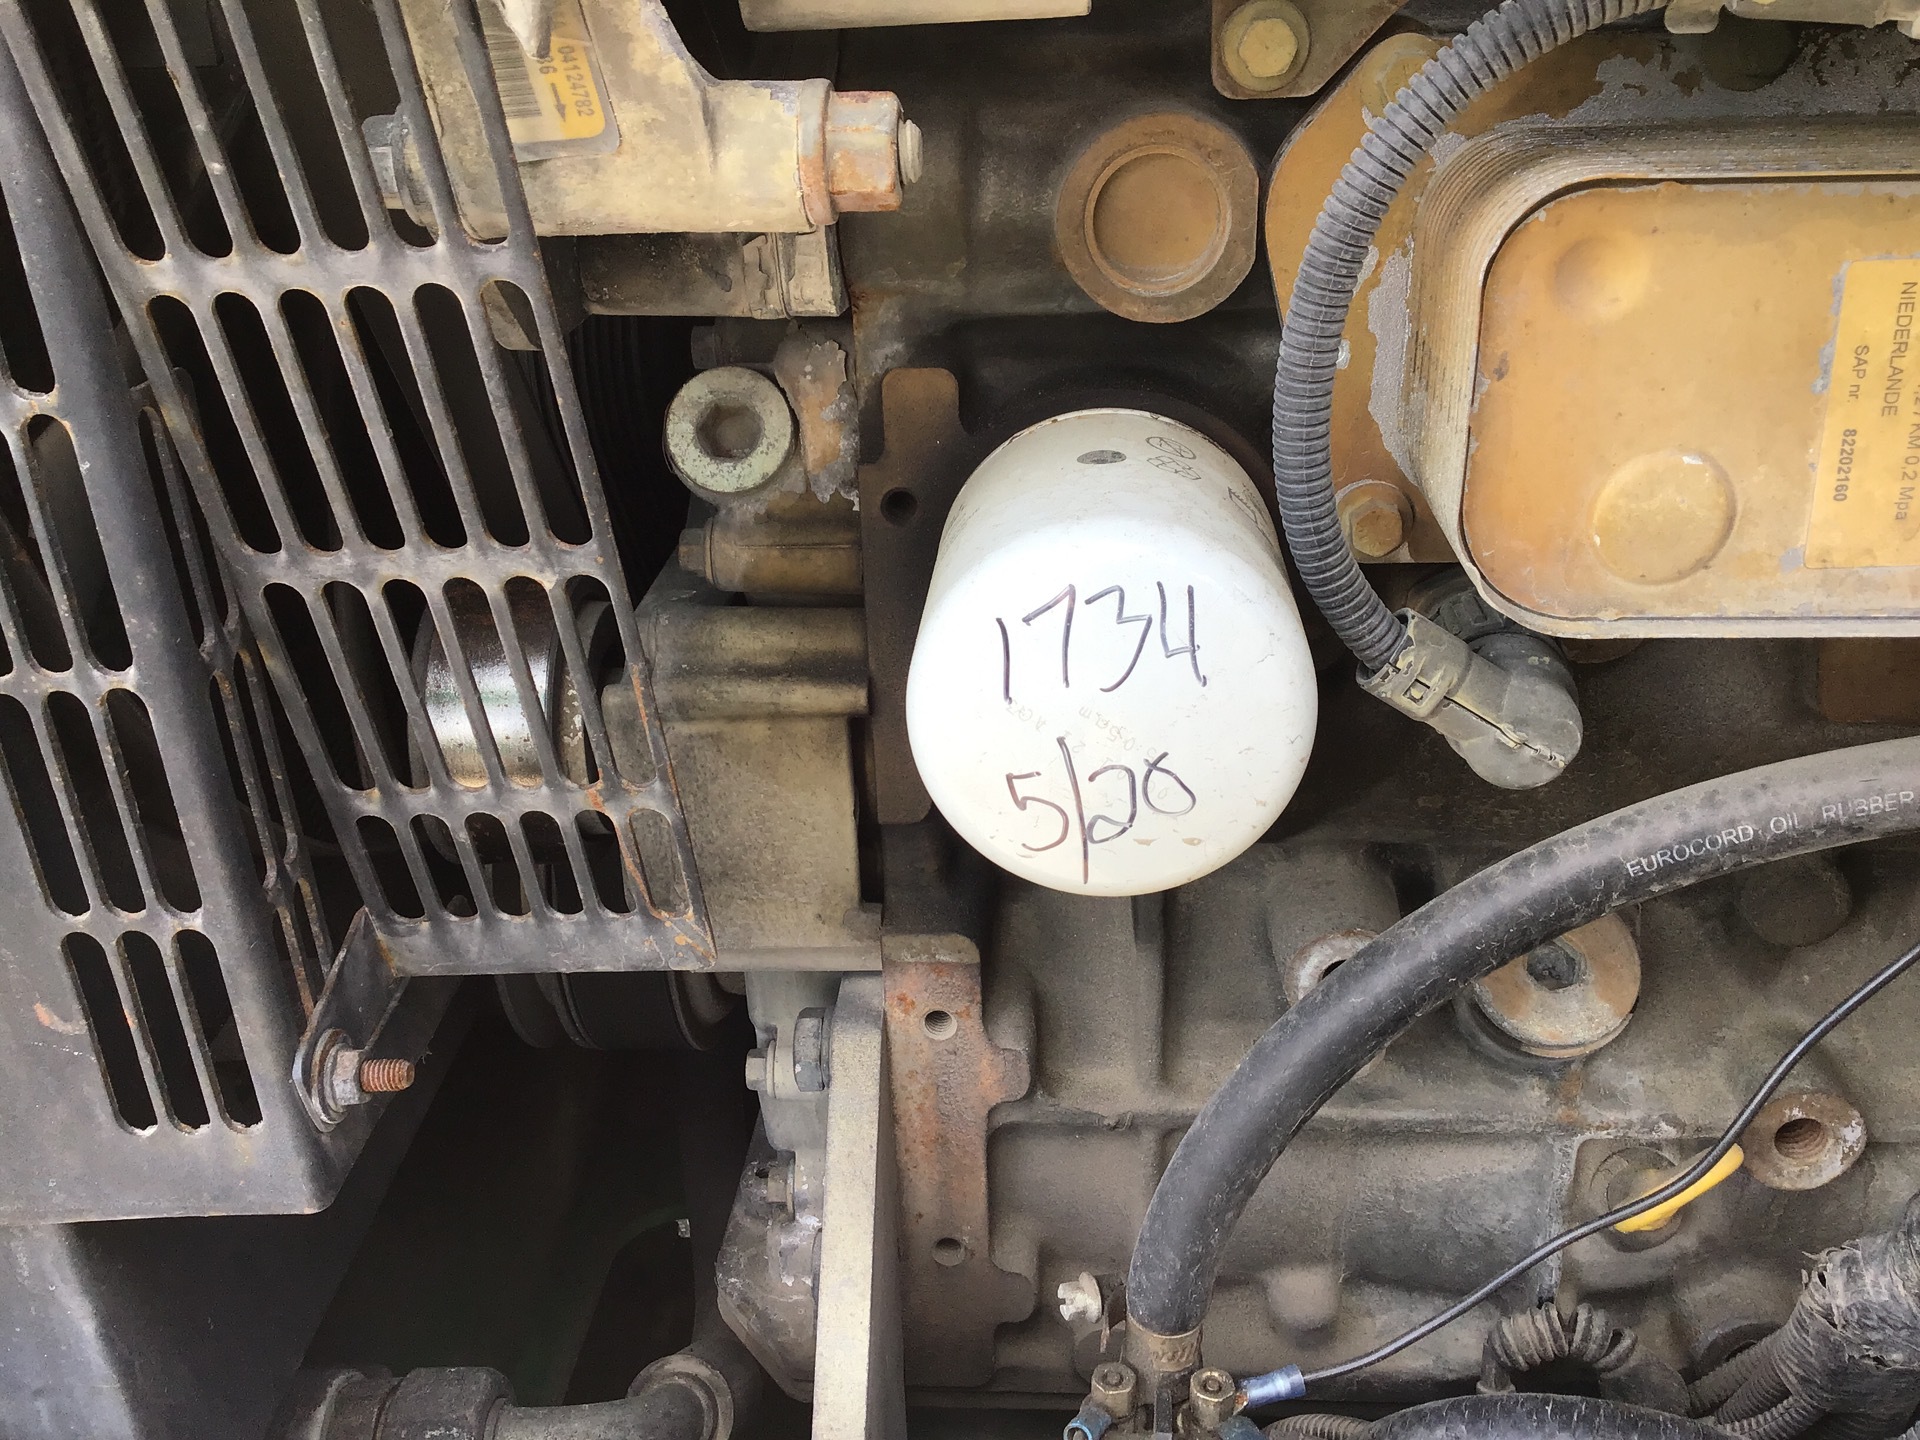 04124782
1734
5/20
NIEDERLANDE
SAP nr. 82202160
0,2 Mpa
EUROCORD OIL RUBBER